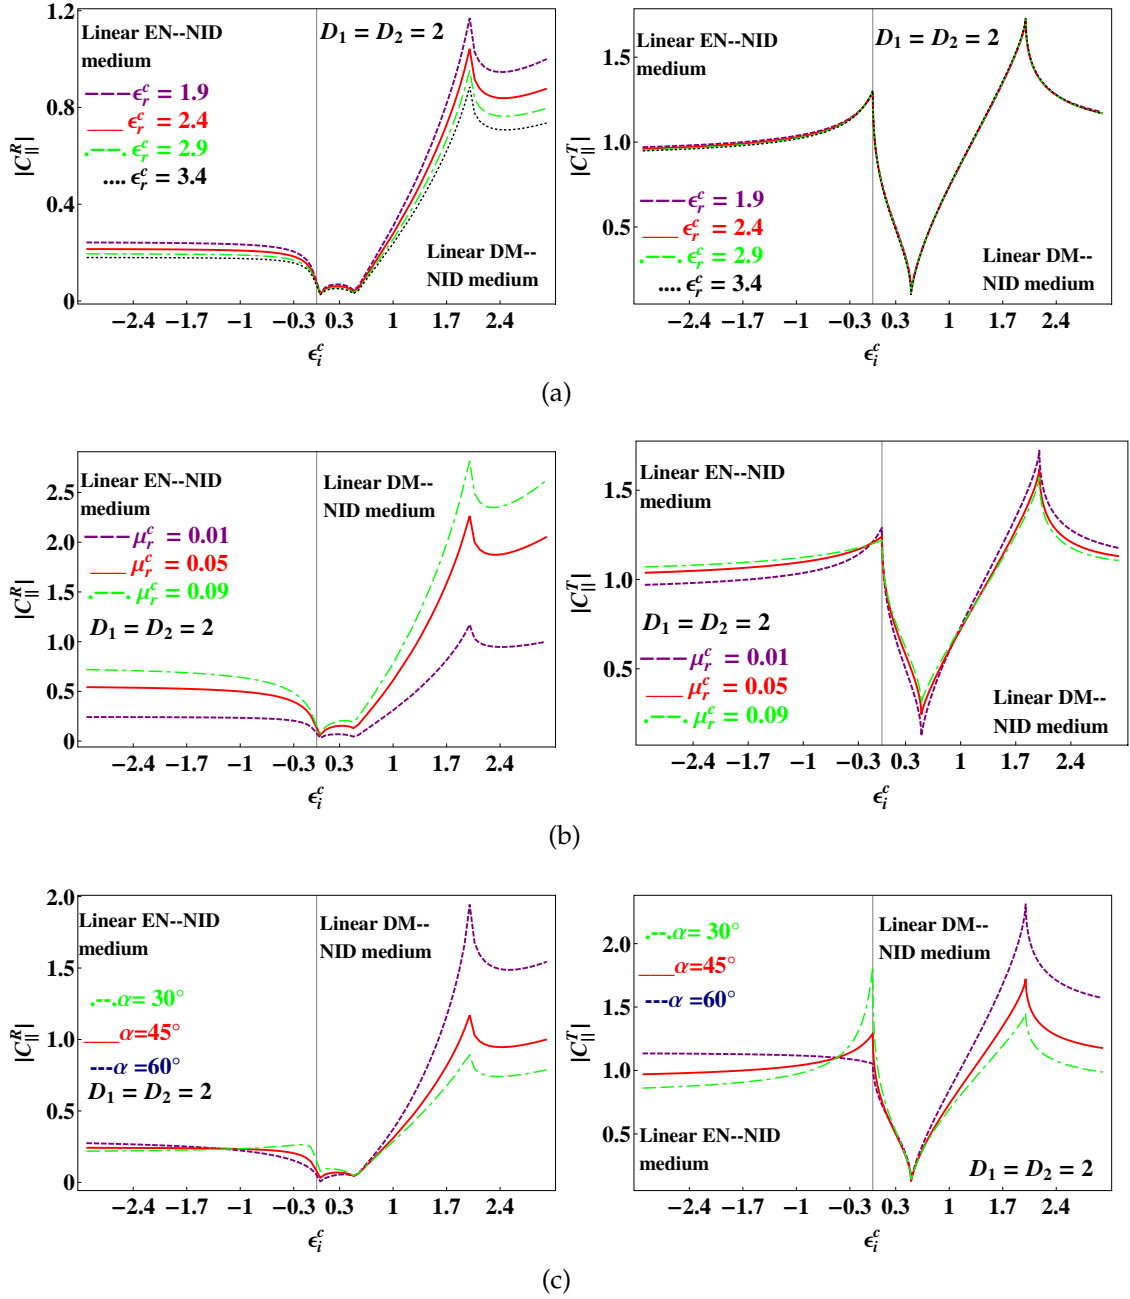 Linear EN--NID
medium
D₁ = D₂ = 2
---ϵᵣᶜ = 1.9
___ ϵᵣᶜ = 2.4
.---. ϵᵣᶜ = 2.9
.... ϵᵣᶜ = 3.4
Linear DM--
NID medium
|C_||^R|
1.2
0.8
0.4
0
−2.4 −1.7 −1 −0.3 0.3 1 1.7 2.4
ϵᵢᶜ
Linear EN--NID
medium
D₁ = D₂ = 2
---ϵᵣᶜ = 1.9
___ ϵᵣᶜ = 2.4
.---. ϵᵣᶜ = 2.9
.... ϵᵣᶜ = 3.4
Linear DM--
NID medium
|C_||^T|
1.5
1.0
0.5
−2.4 −1.7 −1 −0.3 0.3 1 1.7 2.4
ϵᵢᶜ
(a)
Linear EN--NID
medium
Linear DM--
NID medium
---μᵣᶜ = 0.01
___ μᵣᶜ = 0.05
.---. μᵣᶜ = 0.09
D₁ = D₂ = 2
|C_||^R|
2.5
2.0
1.5
1.0
0.5
0
−2.4 −1.7 −1 −0.3 0.3 1 1.7 2.4
ϵᵢᶜ
Linear EN--NID
medium
D₁ = D₂ = 2
---μᵣᶜ = 0.01
___ μᵣᶜ = 0.05
.---. μᵣᶜ = 0.09
Linear DM--
NID medium
|C_||^T|
1.5
1.0
0.5
−2.4 −1.7 −1 −0.3 0.3 1 1.7 2.4
ϵᵢᶜ
(b)
Linear EN--NID
medium
Linear DM--
NID medium
.--.α= 30°
___α=45°
---α=60°
D₁ = D₂ = 2
|C_||^R|
2.0
1.5
1.0
0.5
0
−2.4 −1.7 −1 −0.3 0.3 1 1.7 2.4
ϵᵢᶜ
.--.α= 30°
___α=45°
---α=60°
Linear DM--
NID medium
Linear EN--NID
medium
D₁ = D₂ = 2
|C_||^T|
2.0
1.5
1.0
0.5
−2.4 −1.7 −1 −0.3 0.3 1 1.7 2.4
ϵᵢᶜ
(c)